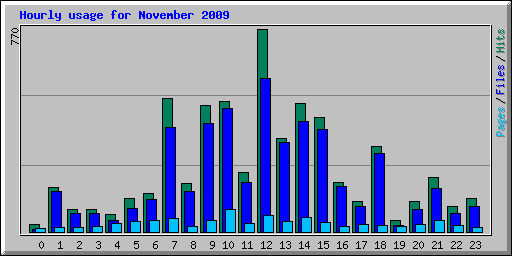 Hourly usage for November 2009
770
Pages/Files/Hits
0 1 2 3 4 5 6 7 8 9 10 11 12 13 14 15 16 17 18 19 20 21 22 23